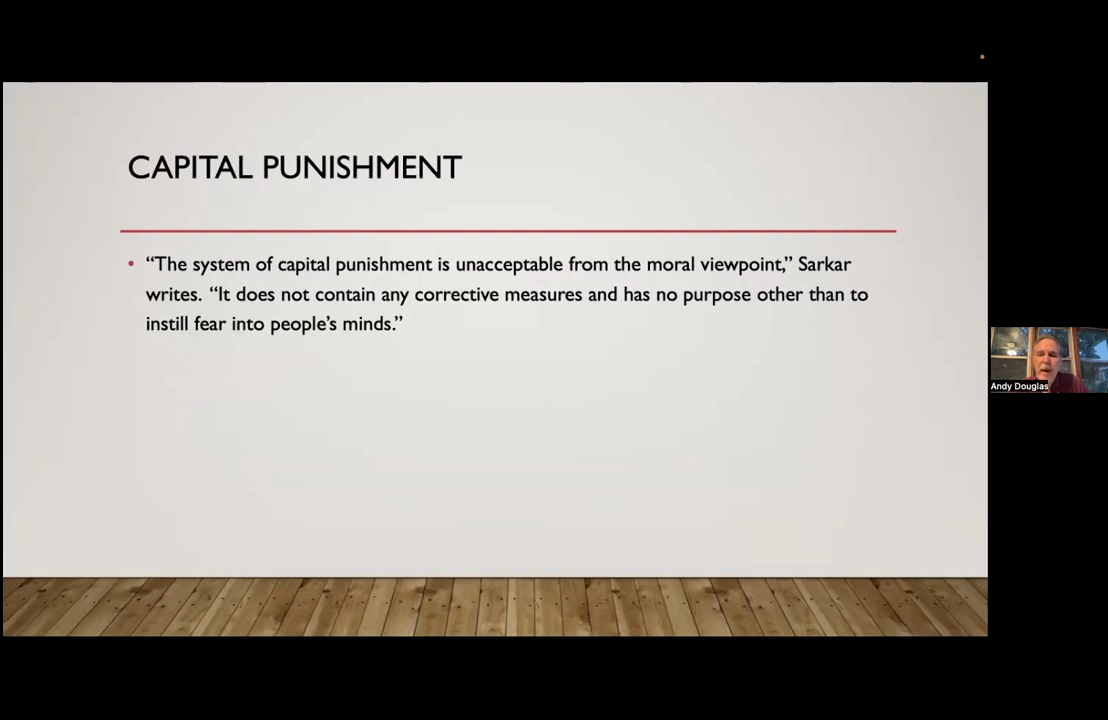 CAPITAL PUNISHMENT
• “The system of capital punishment is unacceptable from the moral viewpoint,” Sarkar
writes. “It does not contain any corrective measures and has no purpose other than to
instill fear into people’s minds.”
Andy Douglas